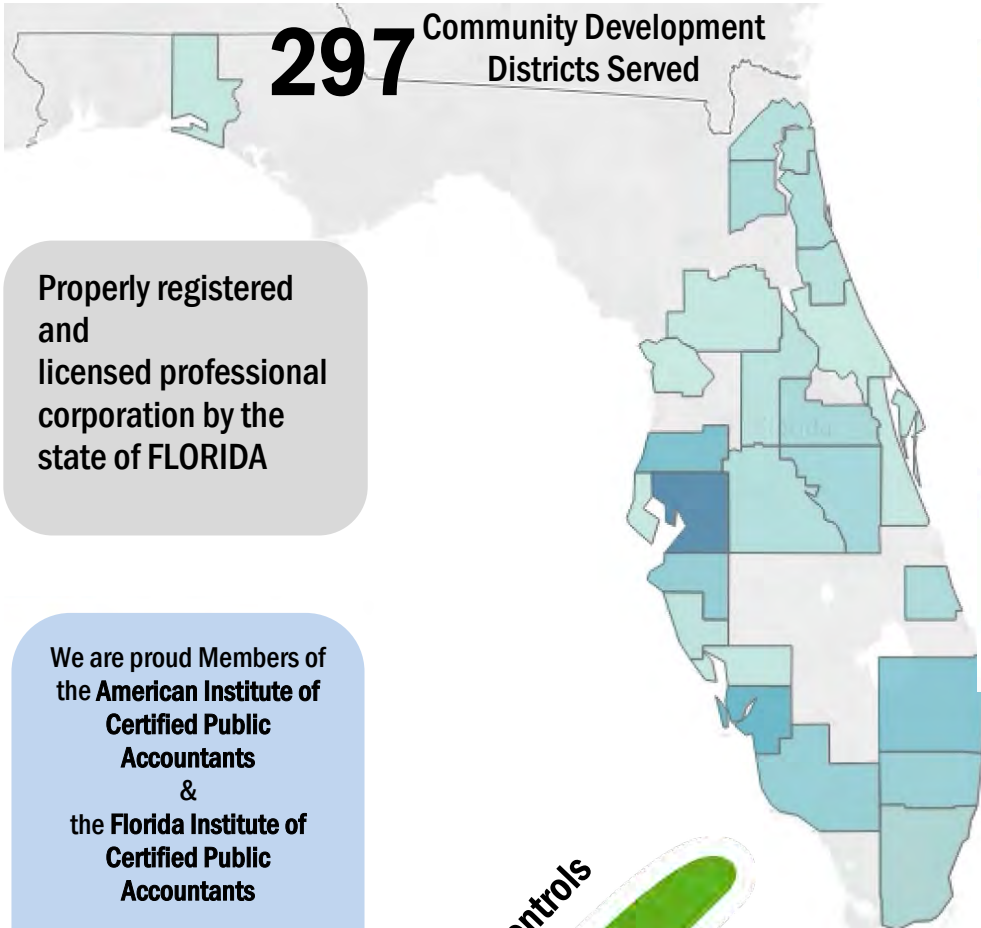 297 Community Development
Districts Served
Properly registered
and
licensed professional
corporation by the
state of FLORIDA
We are proud Members of
the American Institute of
Certified Public
Accountants
&
the Florida Institute of
Certified Public
Accountants